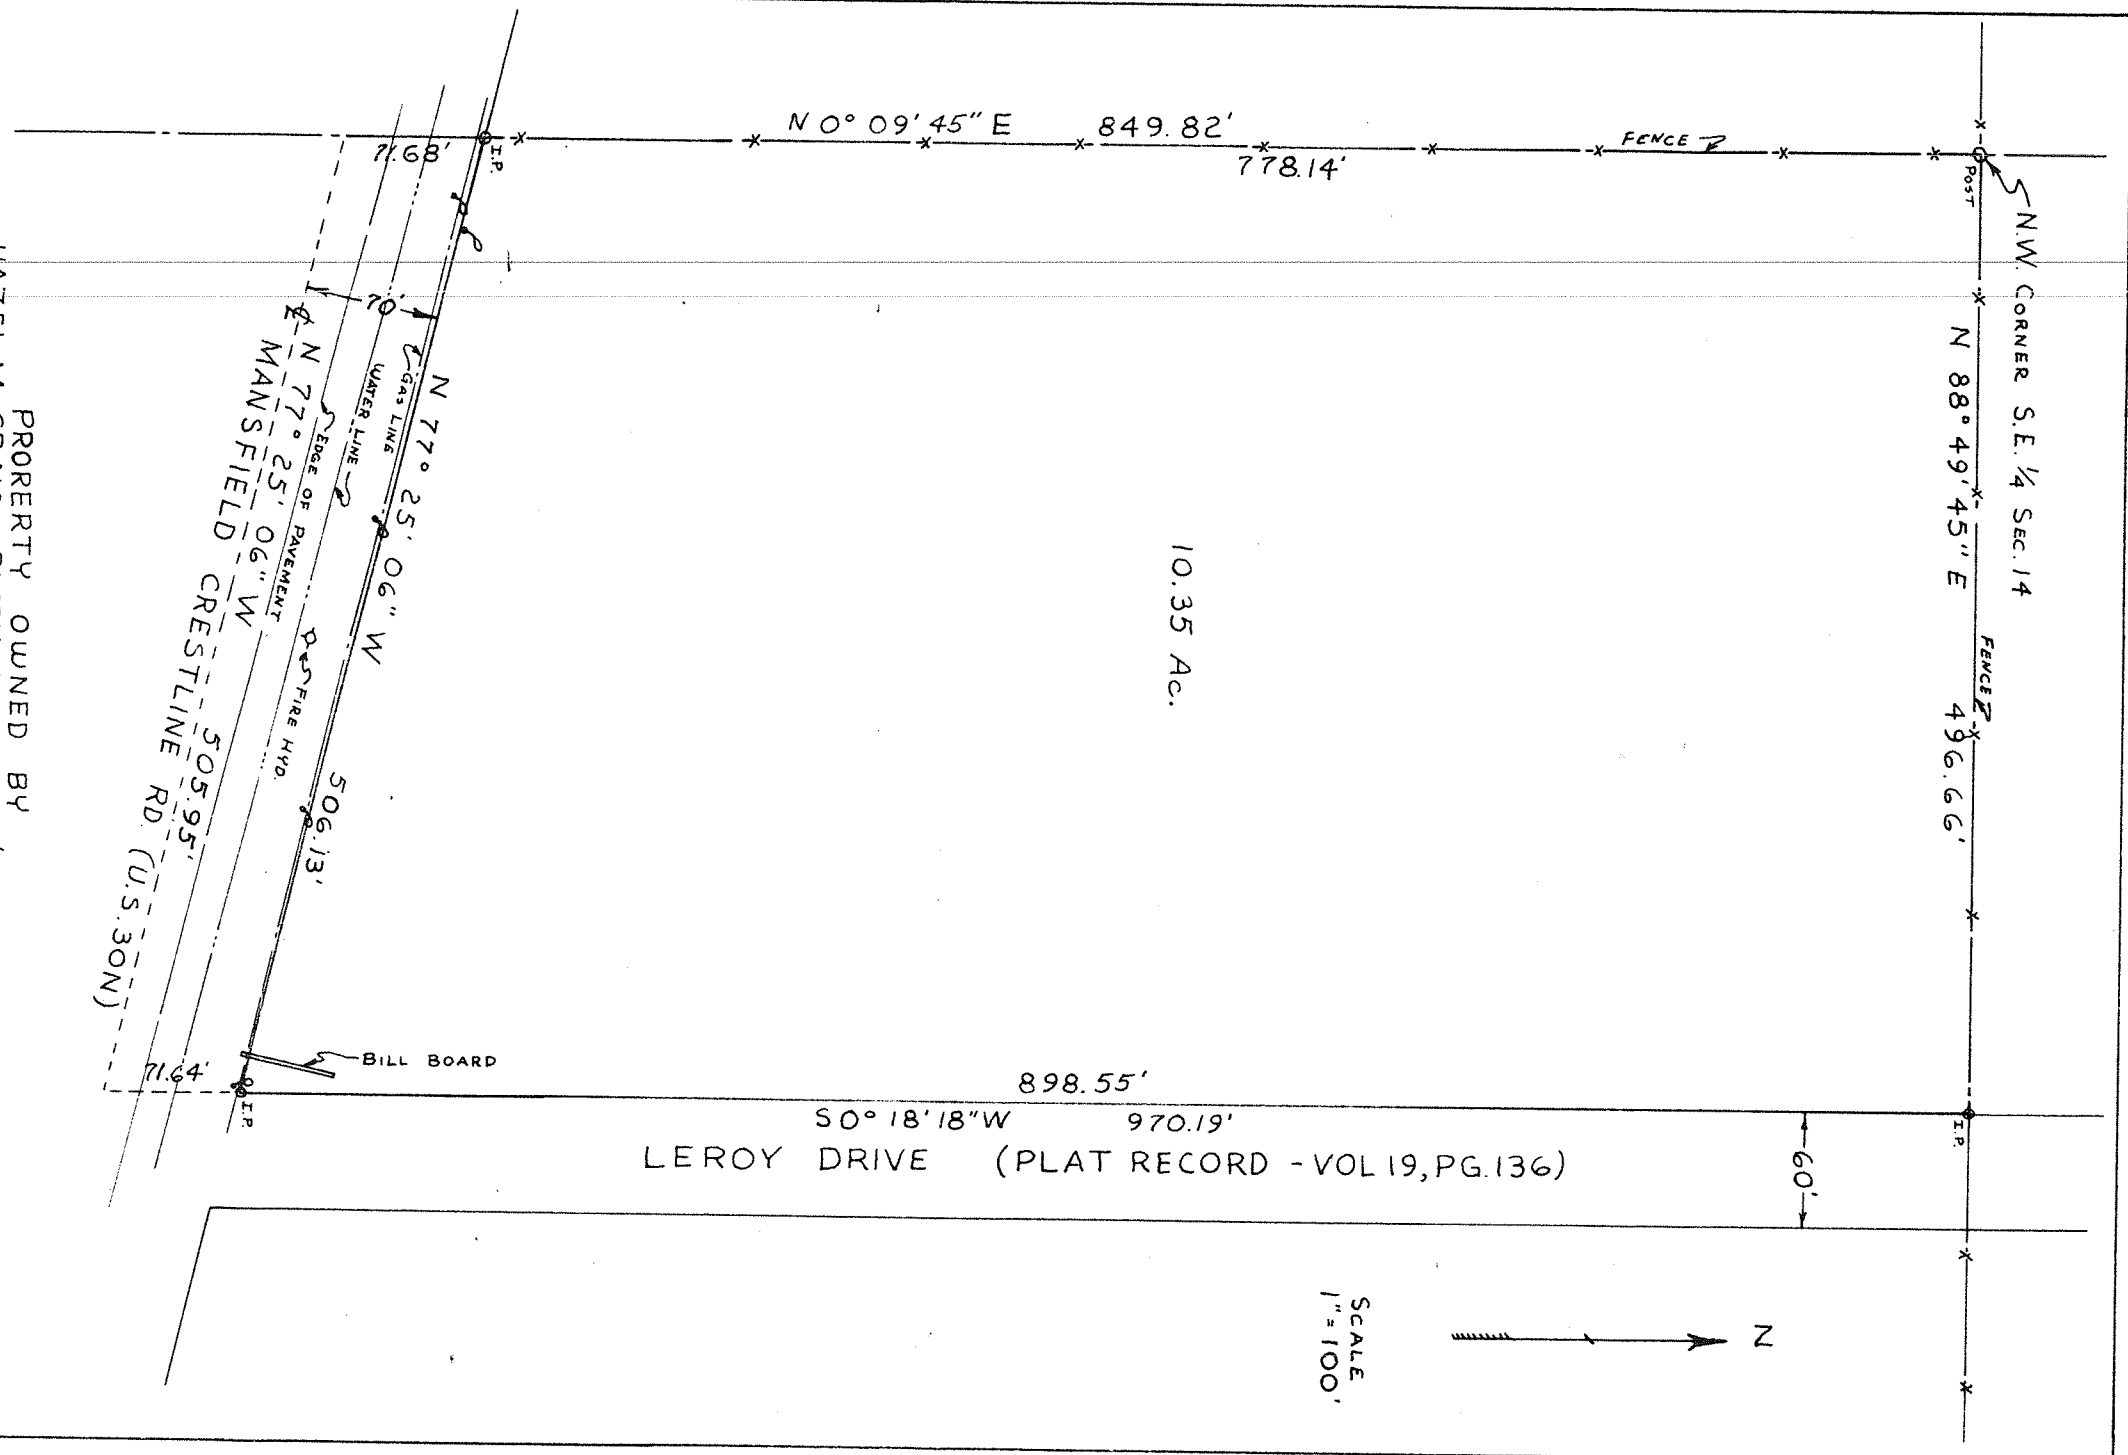 N 0° 09' 45" E 849.82'
778.14'
FENCE
71.68'
I.P.
POST
N.W. CORNER S.E. 1/4 SEC. 14
N 88° 49' 45" E 496.66'
FENCE
70'
GAS LINE
N 77° 25' 06" W 506.13'
WATER LINE
EDGE OF PAVEMENT
FIRE HYD.
℄ N 77° 25' 06" W 505.95'
MANSFIELD CRESTLINE RD. (U.S. 30N)
10.35 Ac.
BILL BOARD
71.64'
I.P.
898.55'
S 0° 18' 18" W 970.19'
I.P.
LEROY DRIVE (PLAT RECORD - VOL 19, PG. 136)
60'
SCALE
1" = 100'
N
PRORERTY OWNED BY